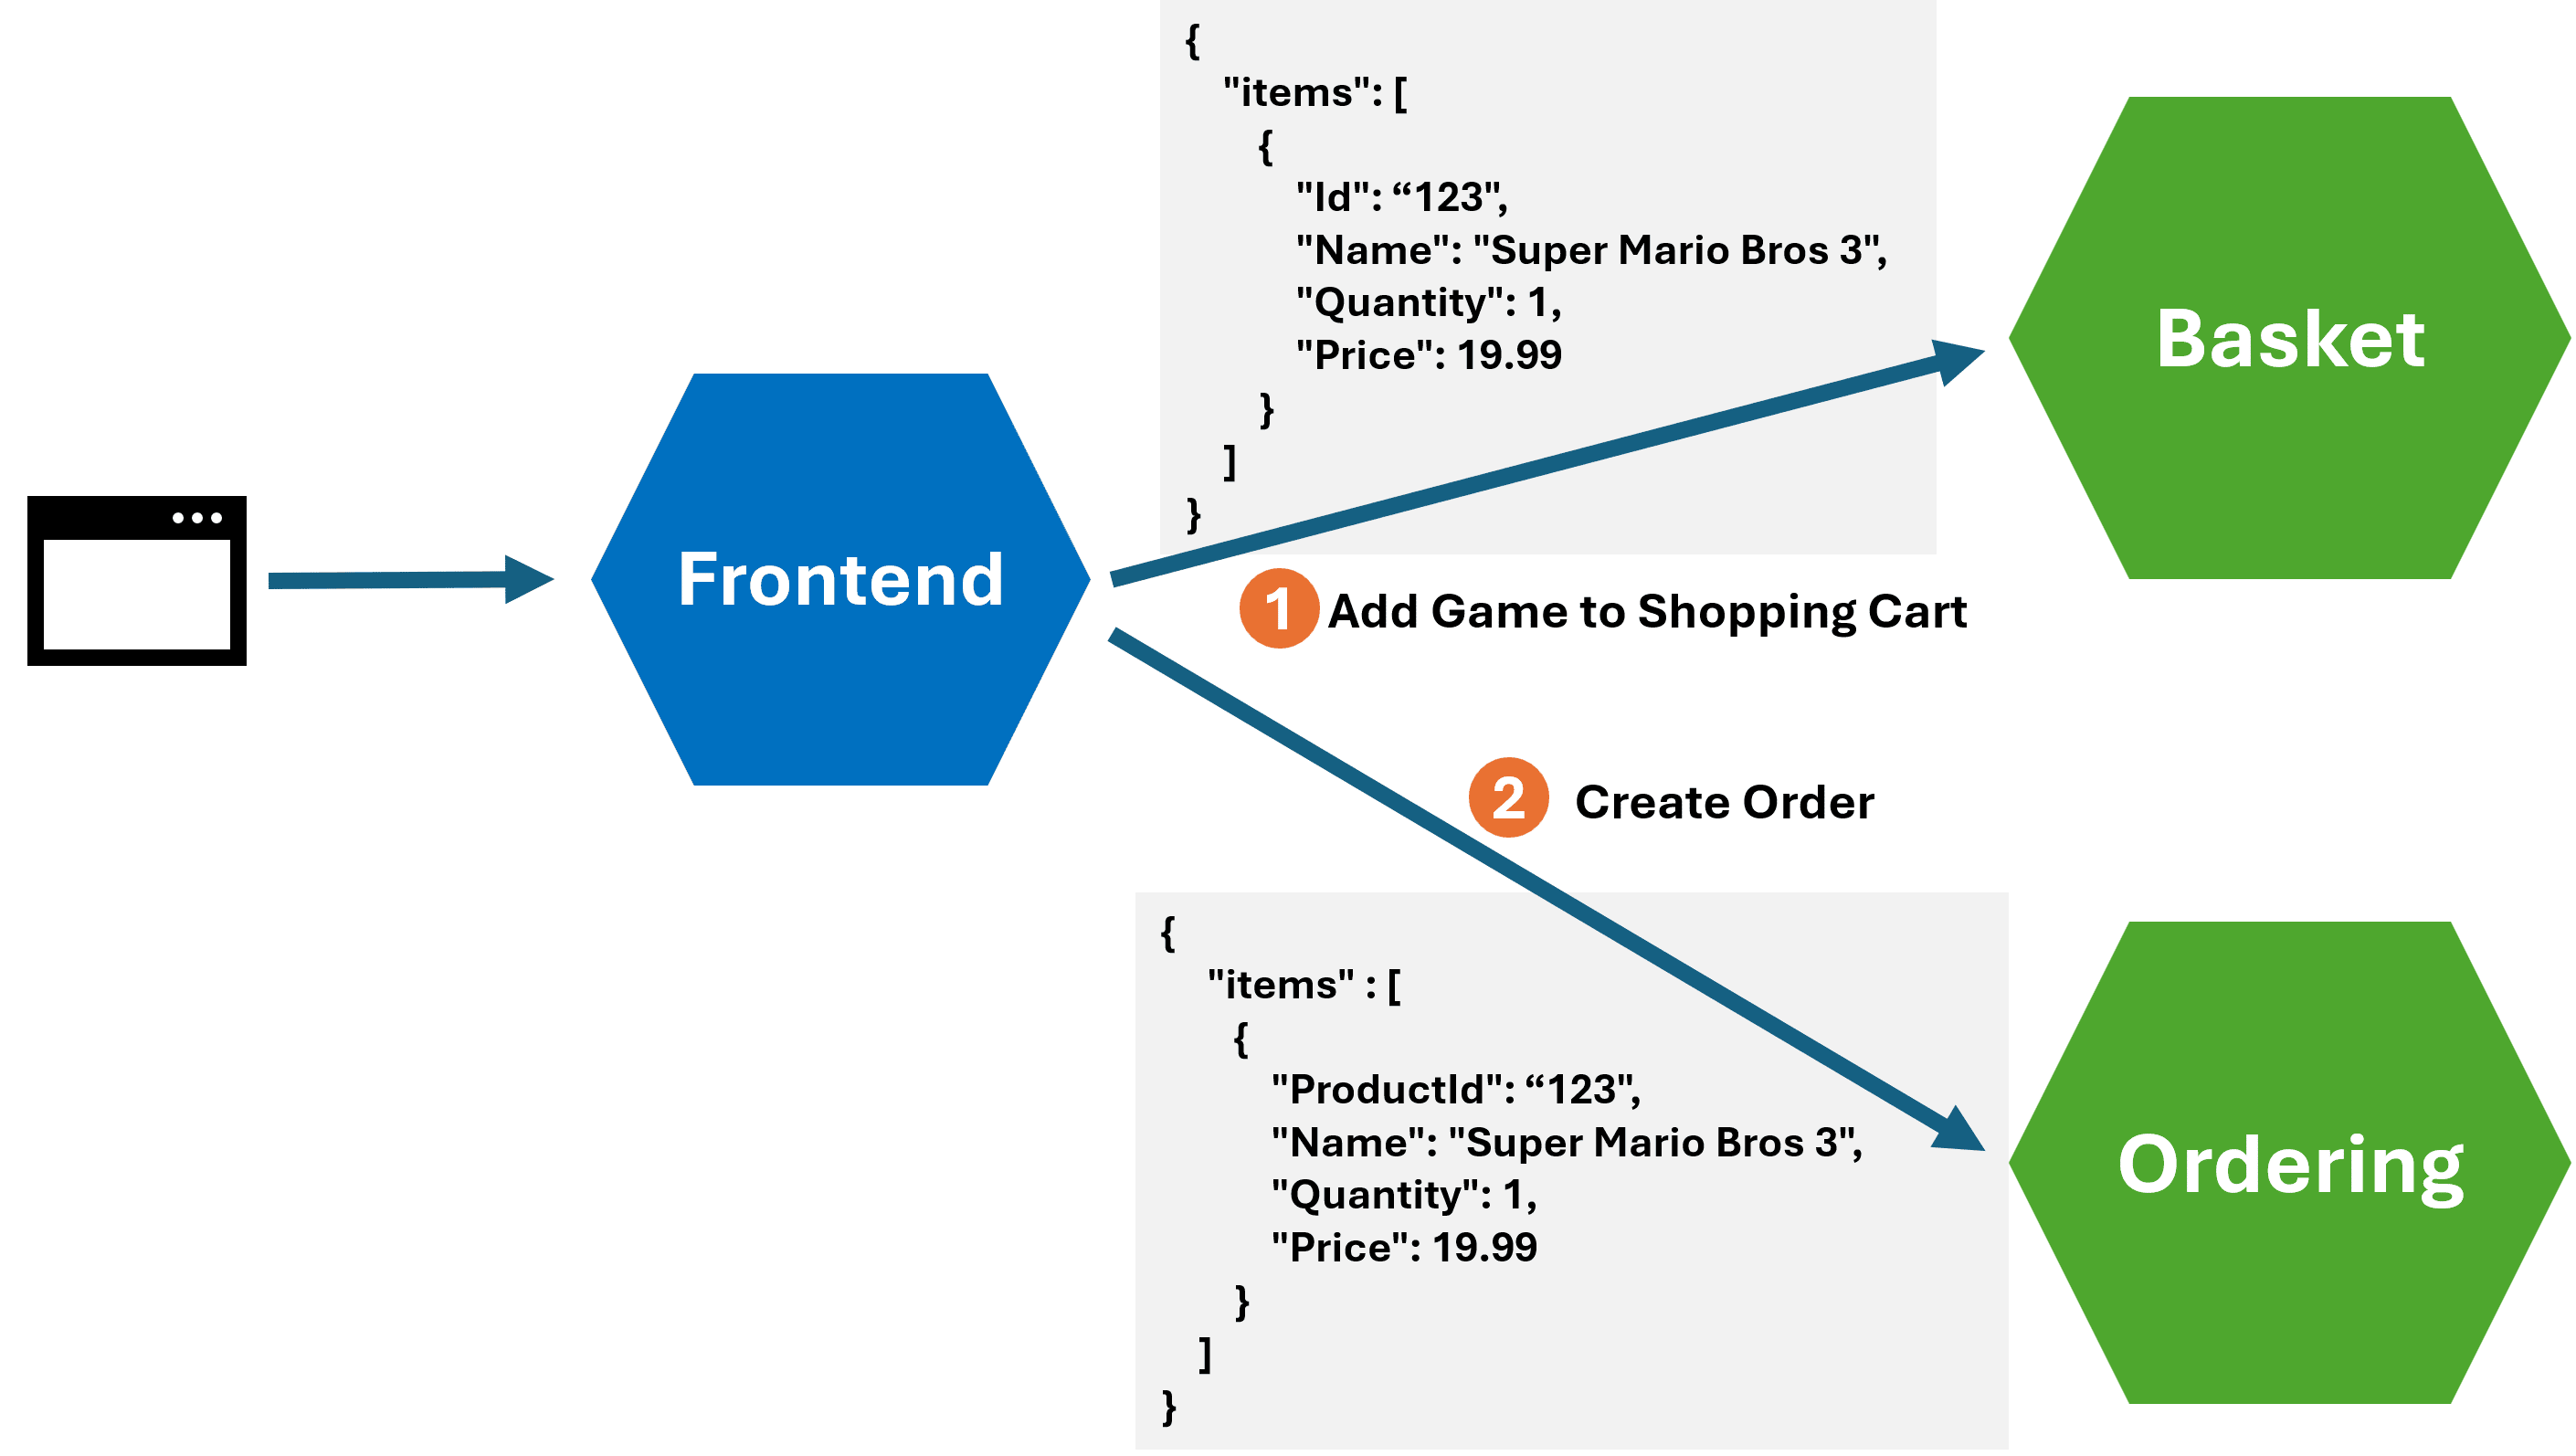 {
"items": [
{
"Id": “123",
"Name": "Super Mario Bros 3",
"Quantity": 1,
"Price": 19.99
}
]
}
Basket
Frontend
1 Add Game to Shopping Cart
2 Create Order
{
"items" : [
{
"ProductId": “123",
"Name": "Super Mario Bros 3",
"Quantity": 1,
"Price": 19.99
}
]
}
Ordering